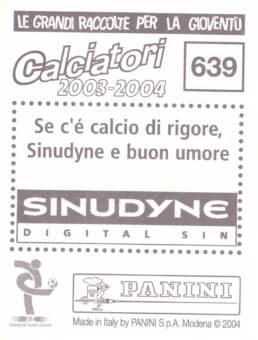 LE GRANDI RACCOLTE PER LA GIOVENTÙ
Calciatori
2003-2004
639
Se c'é calcio di rigore,
Sinudyne e buon umore
SINUDYNE
DIGITAL SIN
PANINI
Made in Italy by PANINI S.p.A. Modena © 2004